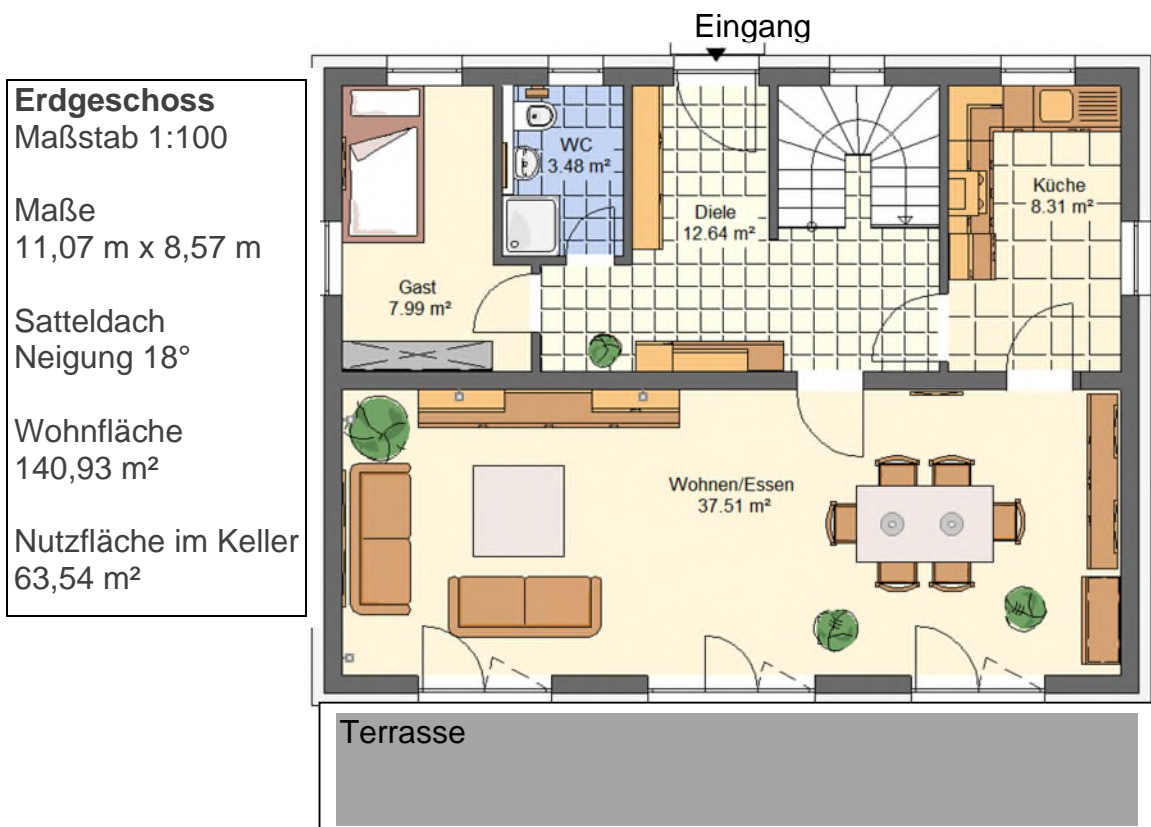 Eingang
Erdgeschoss
Maßstab 1:100
Maße
11,07 m x 8,57 m
Satteldach
Neigung 18°
Wohnfläche
140,93 m²
Nutzfläche im Keller
63,54 m²
WC
3.48 m²
Diele
12.64 m²
Küche
8.31 m²
Gast
7.99 m²
Wohnen/Essen
37.51 m²
Terrasse